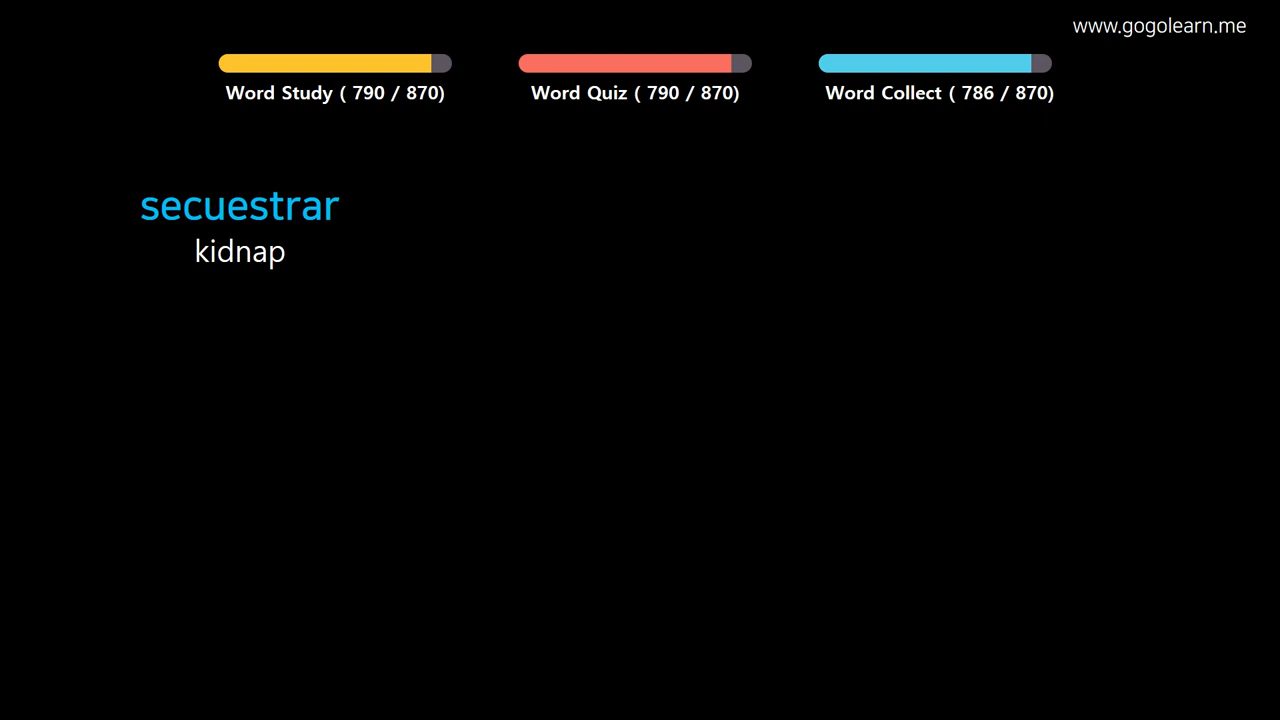 www.gogolearn.me
Word Study ( 790 / 870)
Word Quiz ( 790 / 870)
Word Collect ( 786 / 870)
secuestrar
kidnap